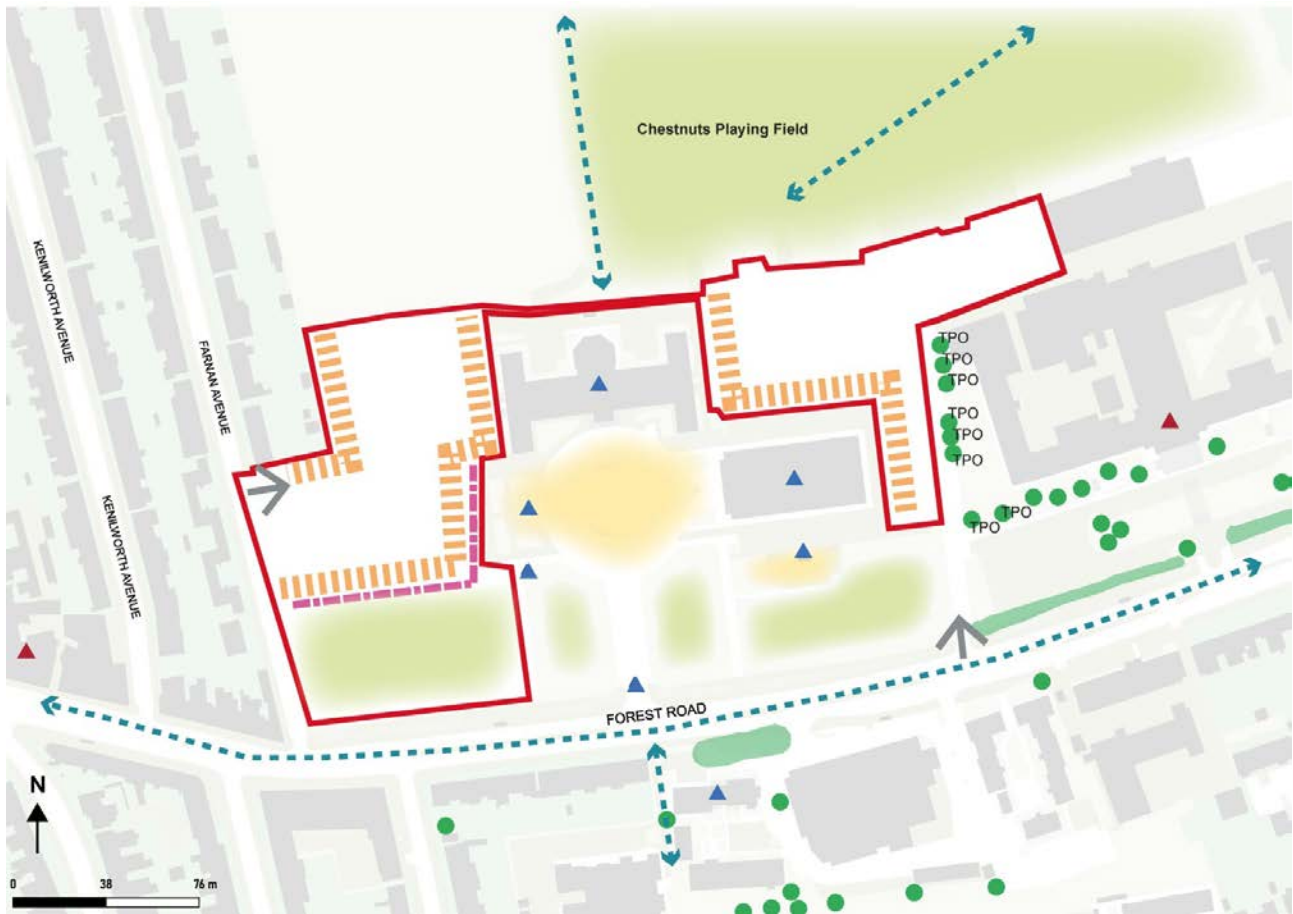 Chestnuts Playing Field
KENILWORTH AVENUE
FARNAN AVENUE
TPO
TPO
TPO
TPO
TPO
TPO
KENILWORTH AVENUE
TPO
TPO
FOREST ROAD
N
0 38 76 m